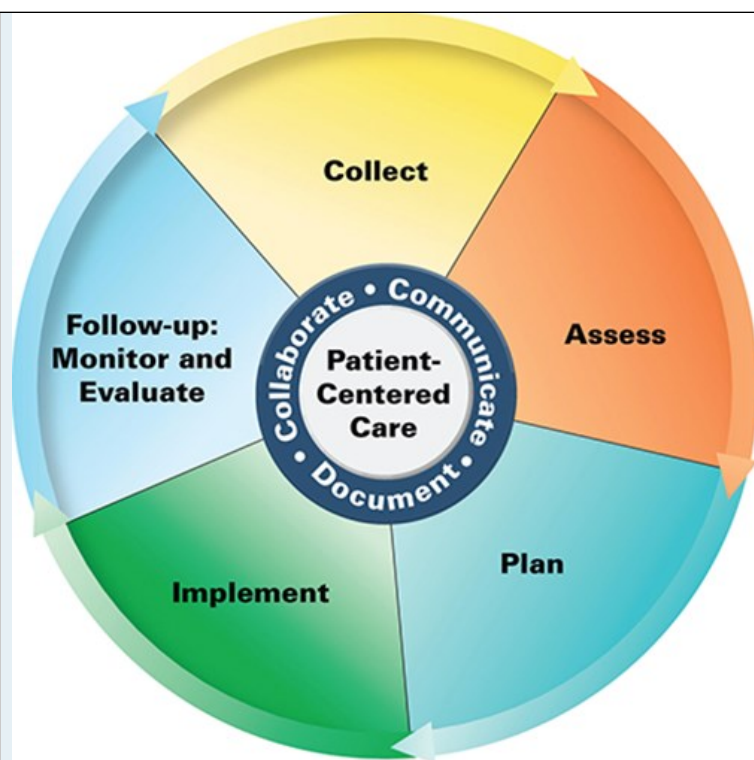 Collect
Assess
Plan
Implement
Follow-up:
Monitor and
Evaluate
Collaborate • Communicate • Document •
Patient-
Centered
Care